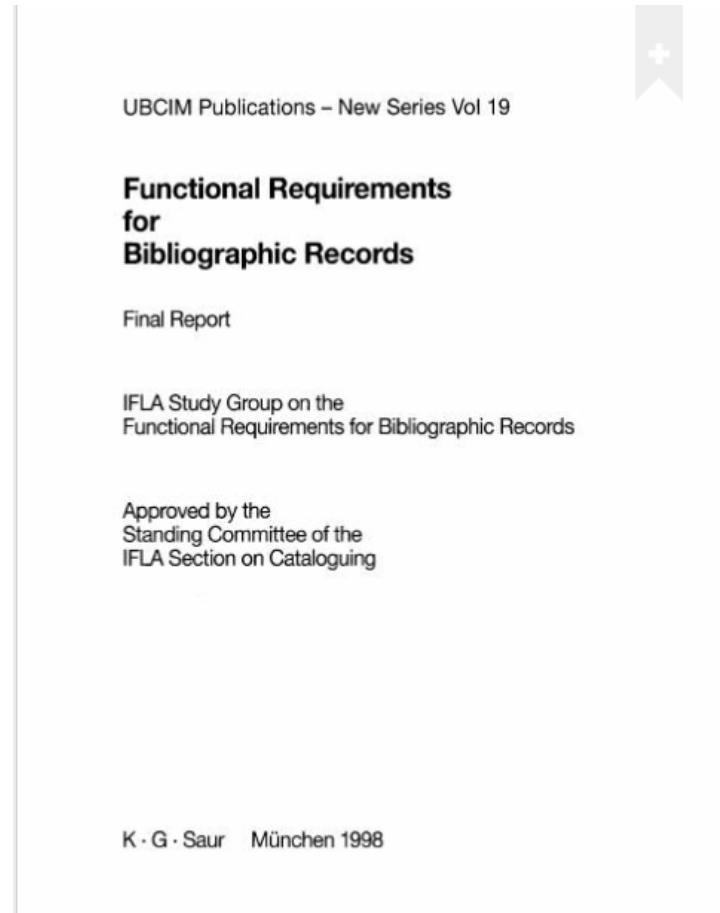 UBCIM Publications – New Series Vol 19
Functional Requirements
for
Bibliographic Records
Final Report
IFLA Study Group on the
Functional Requirements for Bibliographic Records
Approved by the
Standing Committee of the
IFLA Section on Cataloguing
K · G · Saur München 1998